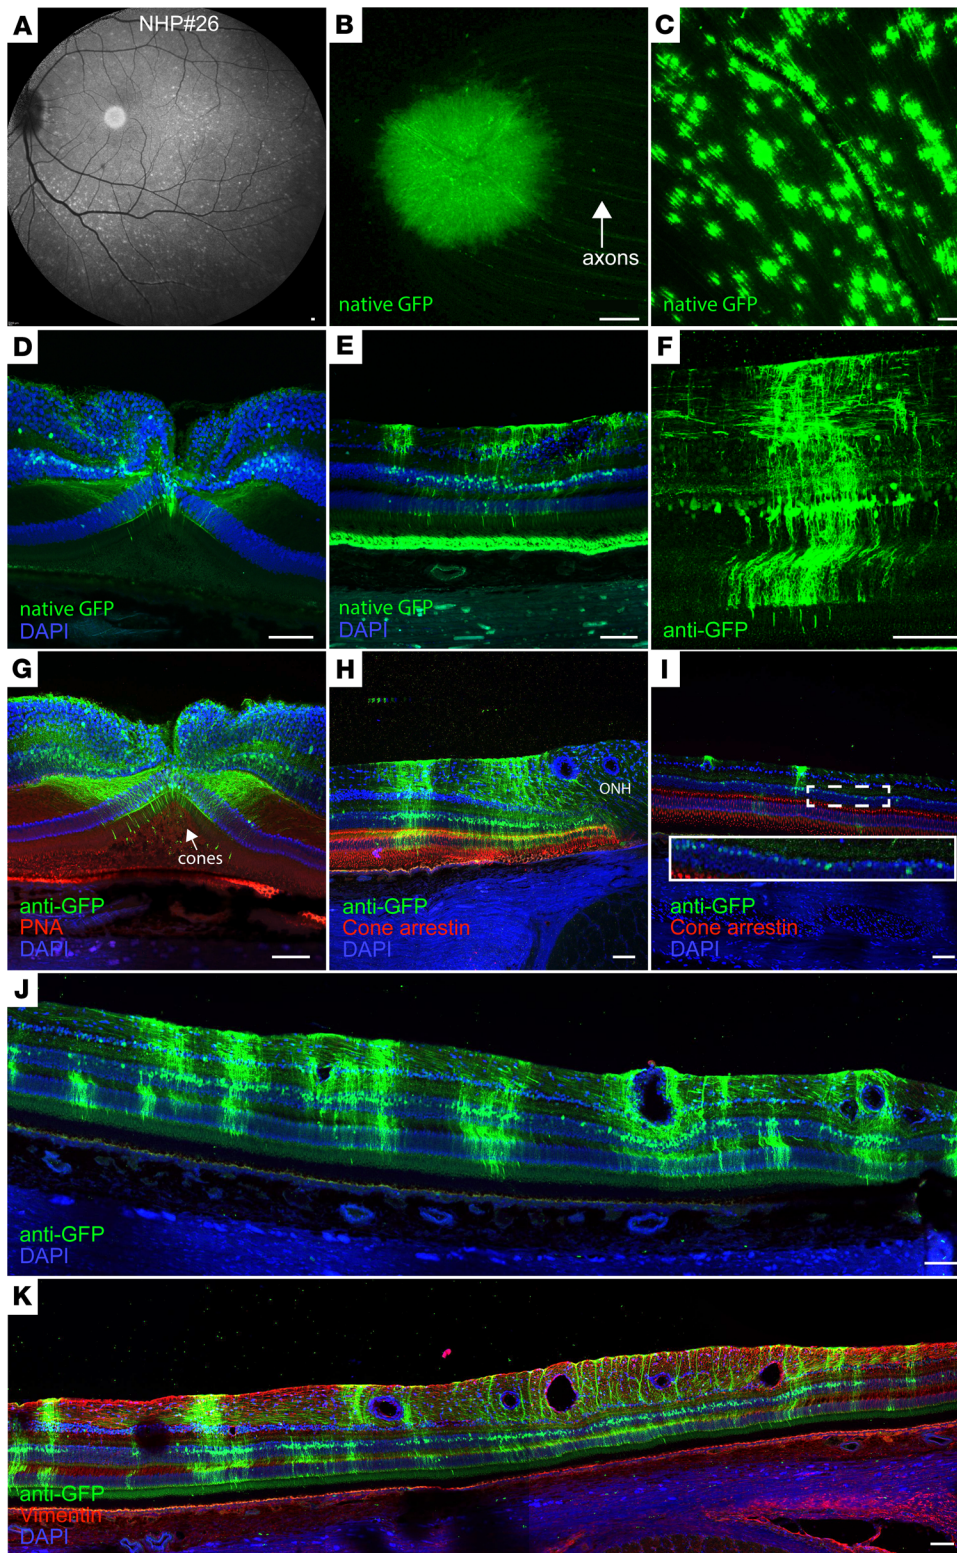 A
NHP#26
B
axons
native GFP
C
native GFP
D
native GFP
DAPI
E
native GFP
DAPI
F
anti-GFP
G
cones
anti-GFP
PNA
DAPI
H
ONH
anti-GFP
Cone arrestin
DAPI
I
anti-GFP
Cone arrestin
DAPI
J
anti-GFP
DAPI
K
anti-GFP
Vimentin
DAPI